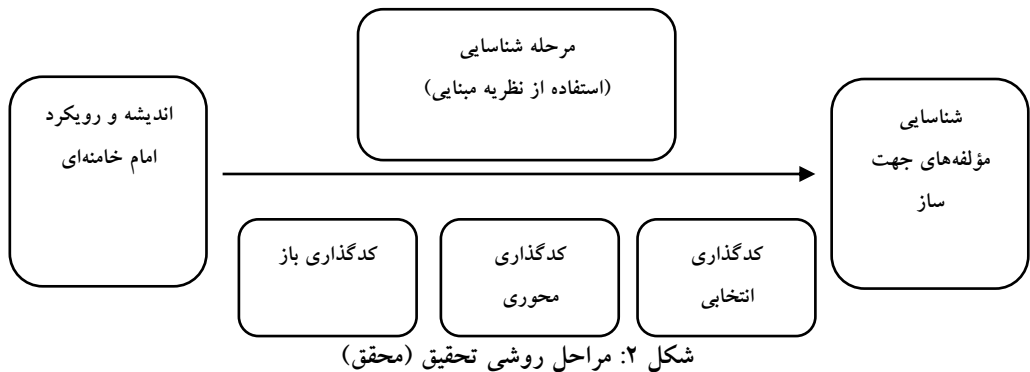 مرحله شناسایی
(استفاده از نظریه مبنایی)
اندیشه و رویکرد
امام خامنه‌ای
شناسایی
مؤلفه‌های جهت
ساز
کدگذاری باز
کدگذاری
محوری
کدگذاری
انتخابی
شکل ۲: مراحل روشی تحقیق (محقق)